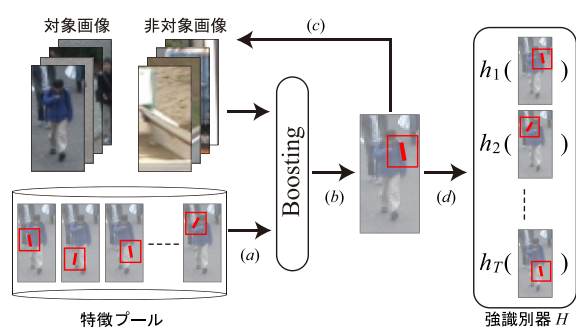 対象画像
非対象画像
(c)
h1(
h2(
hT(
Boosting
(a)
(b)
(d)
特徴プール
強識別器 H